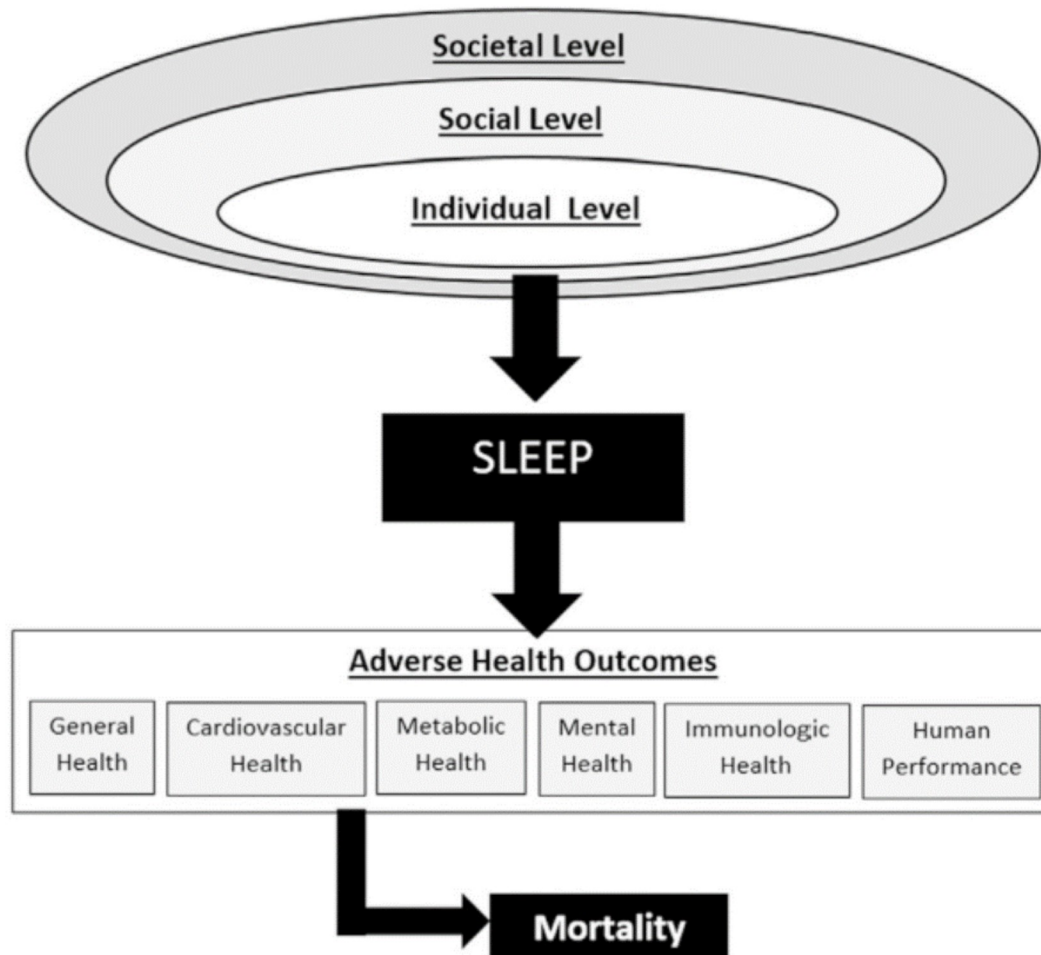 Societal Level
Social Level
Individual Level
SLEEP
Adverse Health Outcomes
General
Health
Cardiovascular
Health
Metabolic
Health
Mental
Health
Immunologic
Health
Human
Performance
Mortality